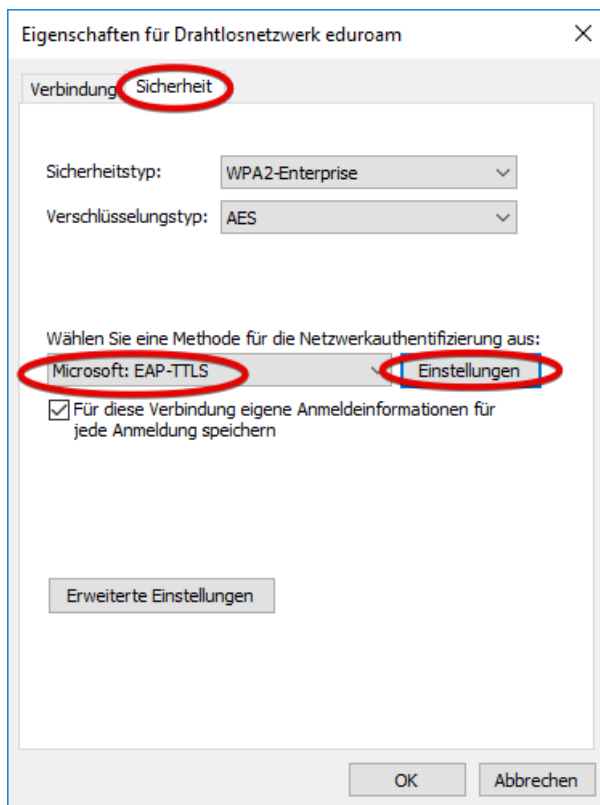 Eigenschaften für Drahtlosnetzwerk eduroam
Verbindung Sicherheit
Sicherheitstyp: WPA2-Enterprise
Verschlüsselungstyp: AES
Wählen Sie eine Methode für die Netzwerkauthentifizierung aus:
Microsoft: EAP-TTLS Einstellungen
Für diese Verbindung eigene Anmeldeinformationen für
jede Anmeldung speichern
Erweiterte Einstellungen
OK Abbrechen